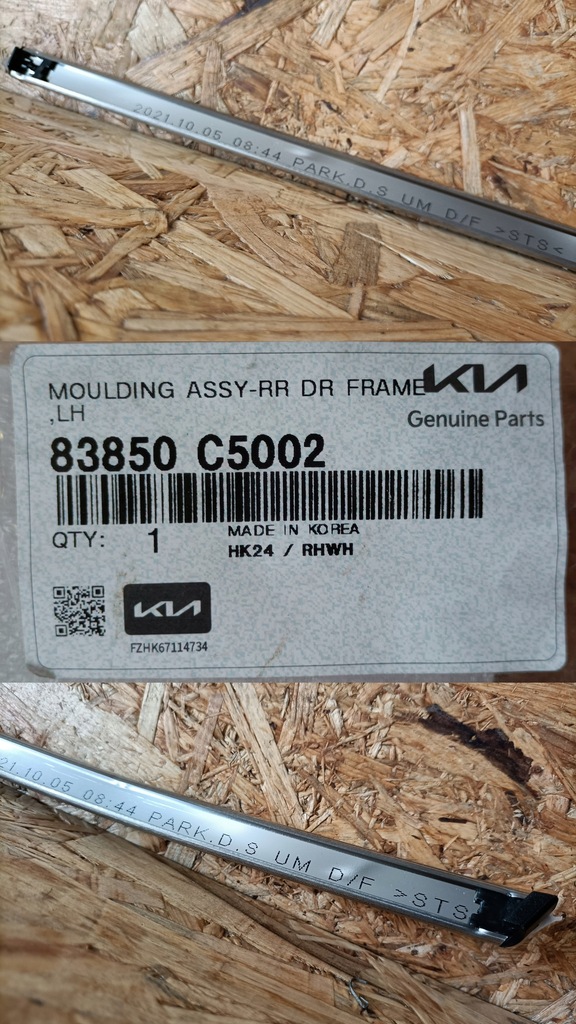 2021.10.05 08:44 PARK.D.S UM D/F >STS<
MOULDING ASSY-RR DR FRAME
,LH
KIA
Genuine Parts
83850 C5002
QTY: 1
MADE IN KOREA
HK24 / RHWH
KIA
FZHK67114734
21.10.05 08:44 PARK.D.S UM D/F >STS